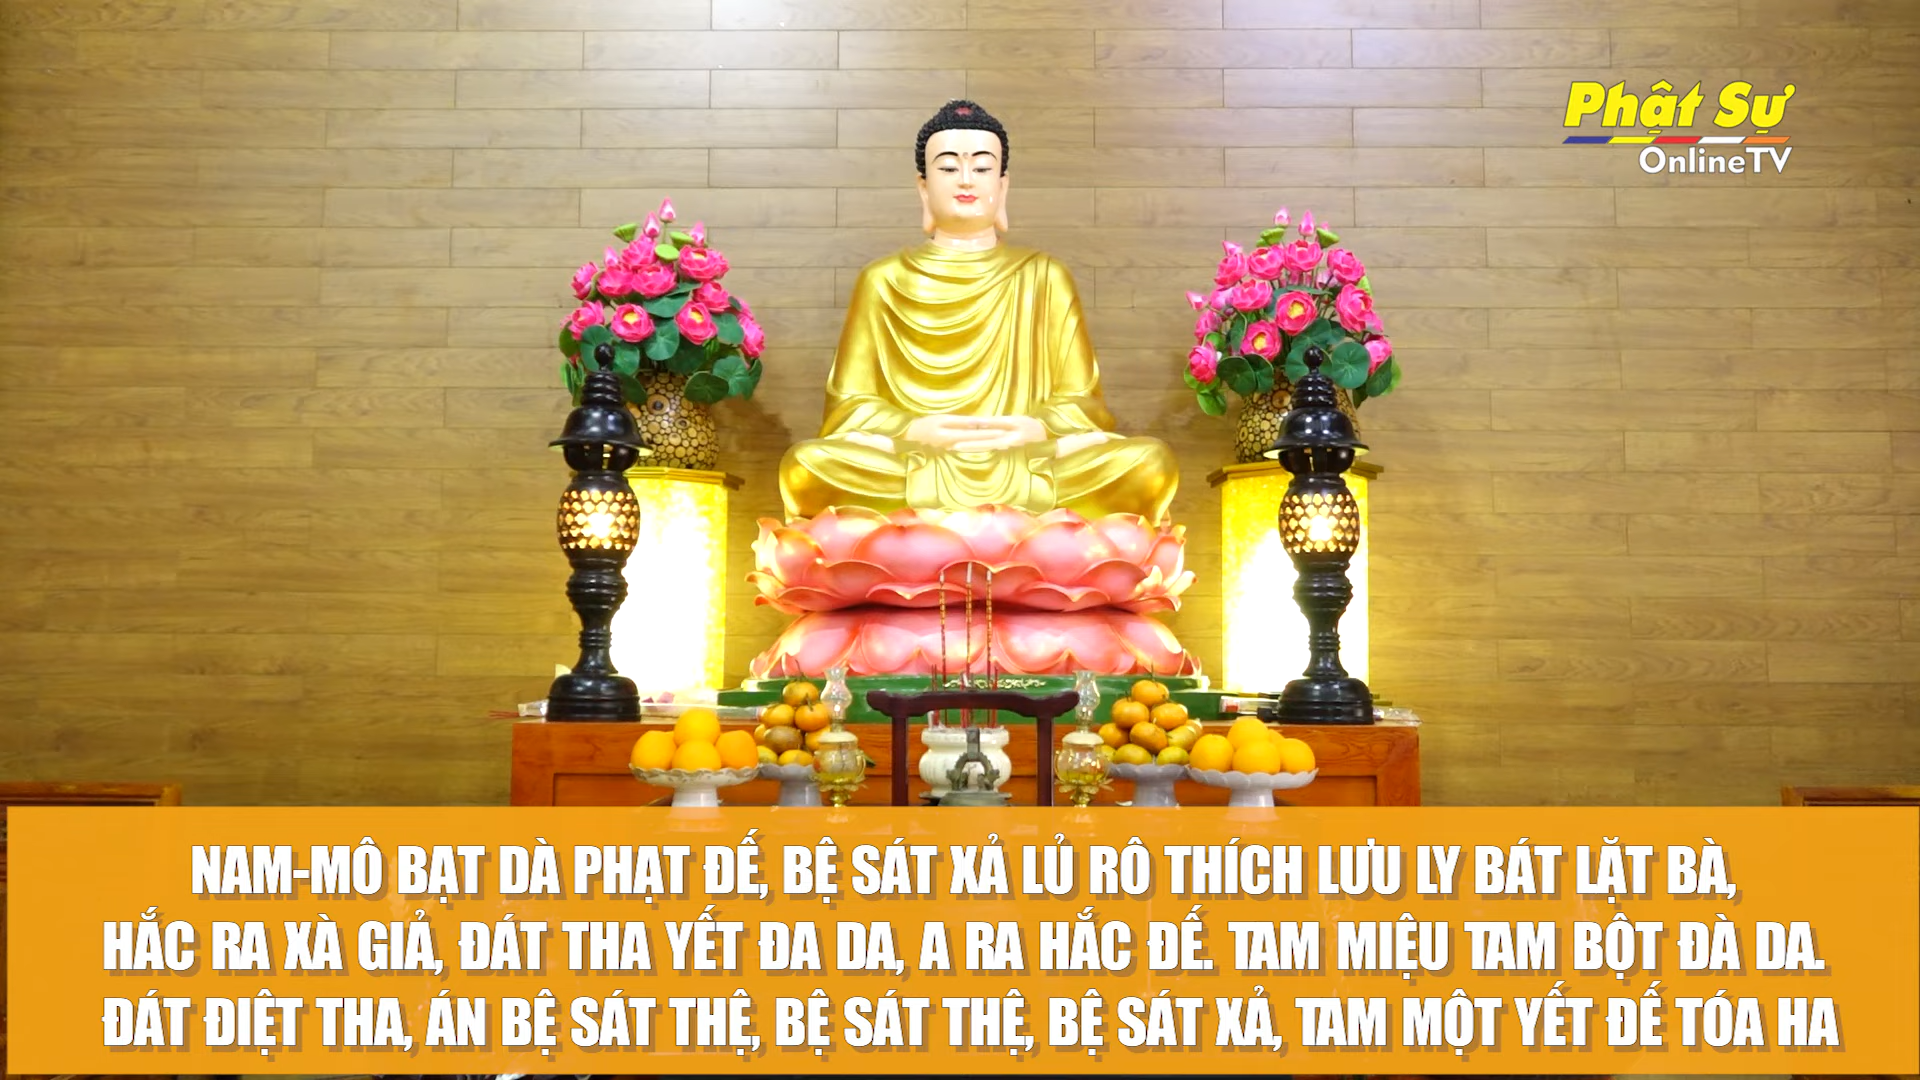 Phật Sự
OnlineTV
NAM-MÔ BẠT DÀ PHẠT ĐẾ, BỆ SÁT XẢ LỦ RÔ THÍCH LƯU LY BÁT LẶT BÀ,
HẮC RA XÀ GIẢ, ĐÁT THA YẾT ĐA DA, A RA HẮC ĐẾ. TAM MIỆU TAM BỘT ĐÀ DA.
ĐÁT ĐIỆT THA, ÁN BỆ SÁT THỆ, BỆ SÁT THỆ, BỆ SÁT XẢ, TAM MỘT YẾT ĐẾ TÓA HA